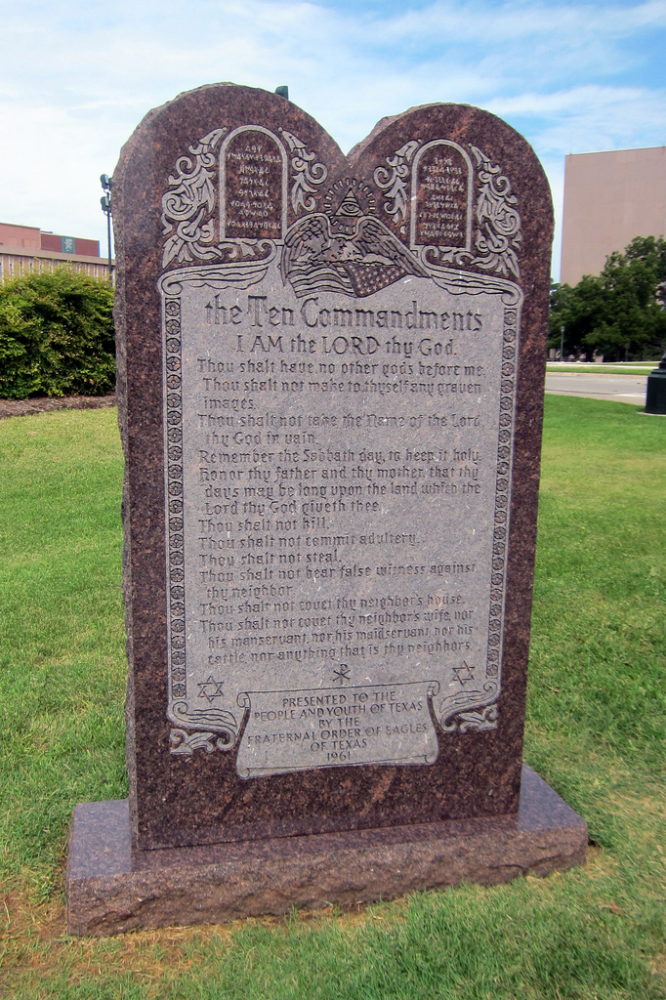 the Ten Commandments
I AM the LORD thy God.
Thou shalt have no other gods before me.
Thou shalt not make to thyself any graven
images.
Thou shalt not take the Name of the Lord
thy God in vain.
Remember the Sabbath day, to keep it holy.
Honor thy father and thy mother, that thy
days may be long upon the land which the
Lord thy God giveth thee.
Thou shalt not kill.
Thou shalt not commit adultery.
Thou shalt not steal.
Thou shalt not bear false witness against
thy neighbor.
Thou shalt not covet thy neighbor's house.
Thou shalt not covet thy neighbor's wife, nor
his manservant, nor his maidservant, nor his
cattle, nor anything that is thy neighbor's.
PRESENTED TO THE
PEOPLE AND YOUTH OF TEXAS
BY THE
FRATERNAL ORDER OF EAGLES
OF TEXAS
1961